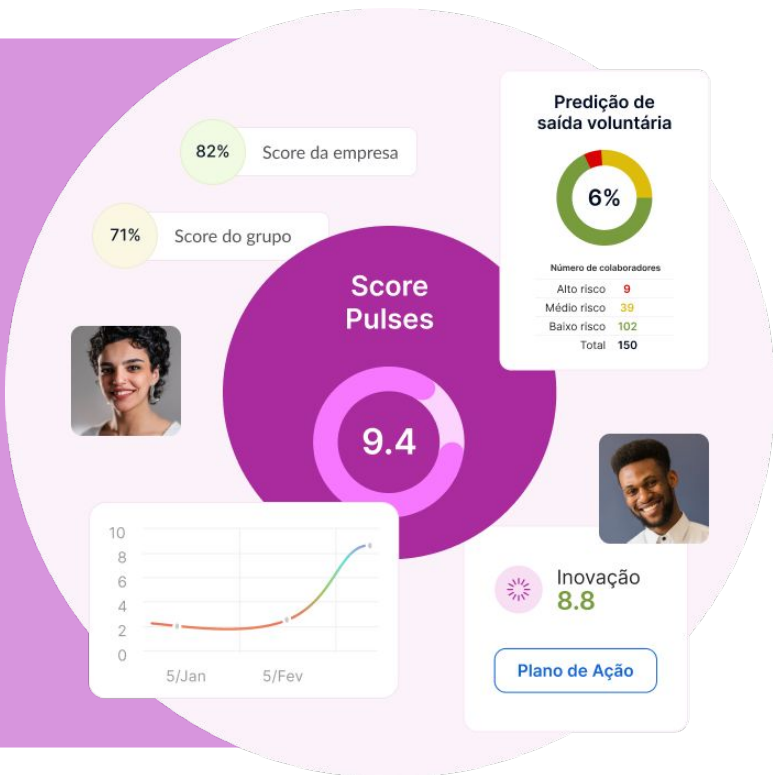 82%
Score da empresa
71%
Score do grupo
Score
Pulses
9.4
Predição de
saída voluntária
6%
Número de colaboradores
Alto risco 9
Médio risco 39
Baixo risco 102
Total 150
10
8
6
4
2
0
5/Jan 5/Fev
Inovação
8.8
Plano de Ação